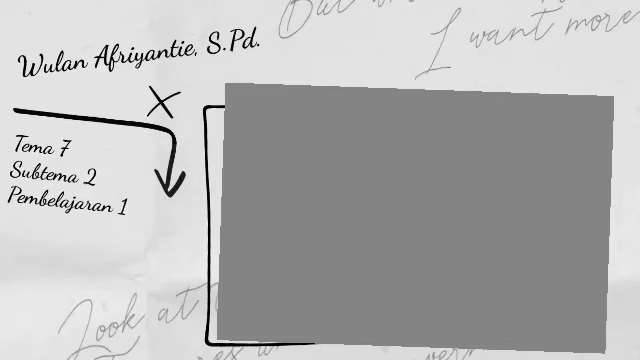 I want more
Wulan Afriyantie, S.Pd.
Tema 7
Subtema 2
Pembelajaran 1
Look at